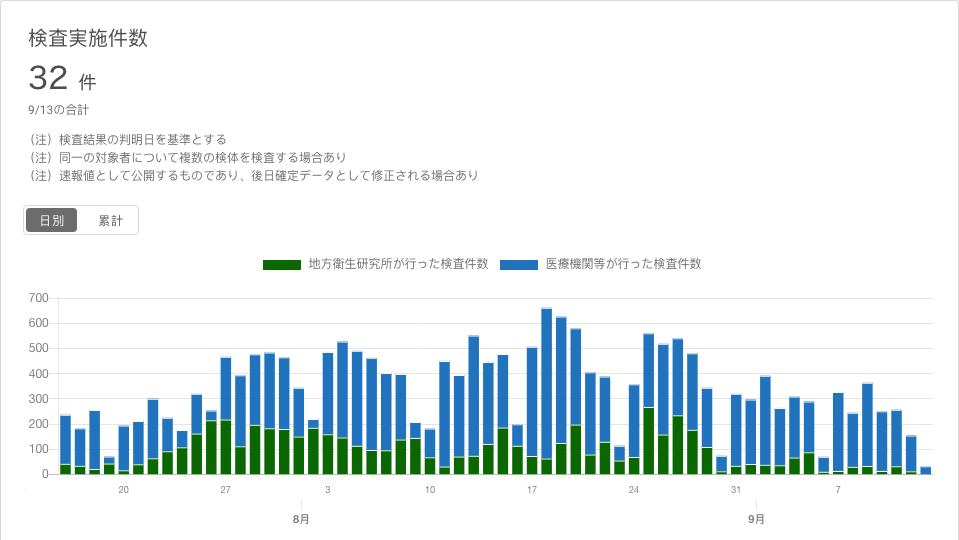 検査実施件数
32 件
9/13の合計
（注）検査結果の判明日を基準とする
（注）同一の対象者について複数の検体を検査する場合あり
（注）速報値として公開するものであり、後日確定データとして修正される場合あり
日別 累計
地方衛生研究所が行った検査件数 医療機関等が行った検査件数
700
600
500
400
300
200
100
0
20 27 3 10 17 24 31 7
8月 9月